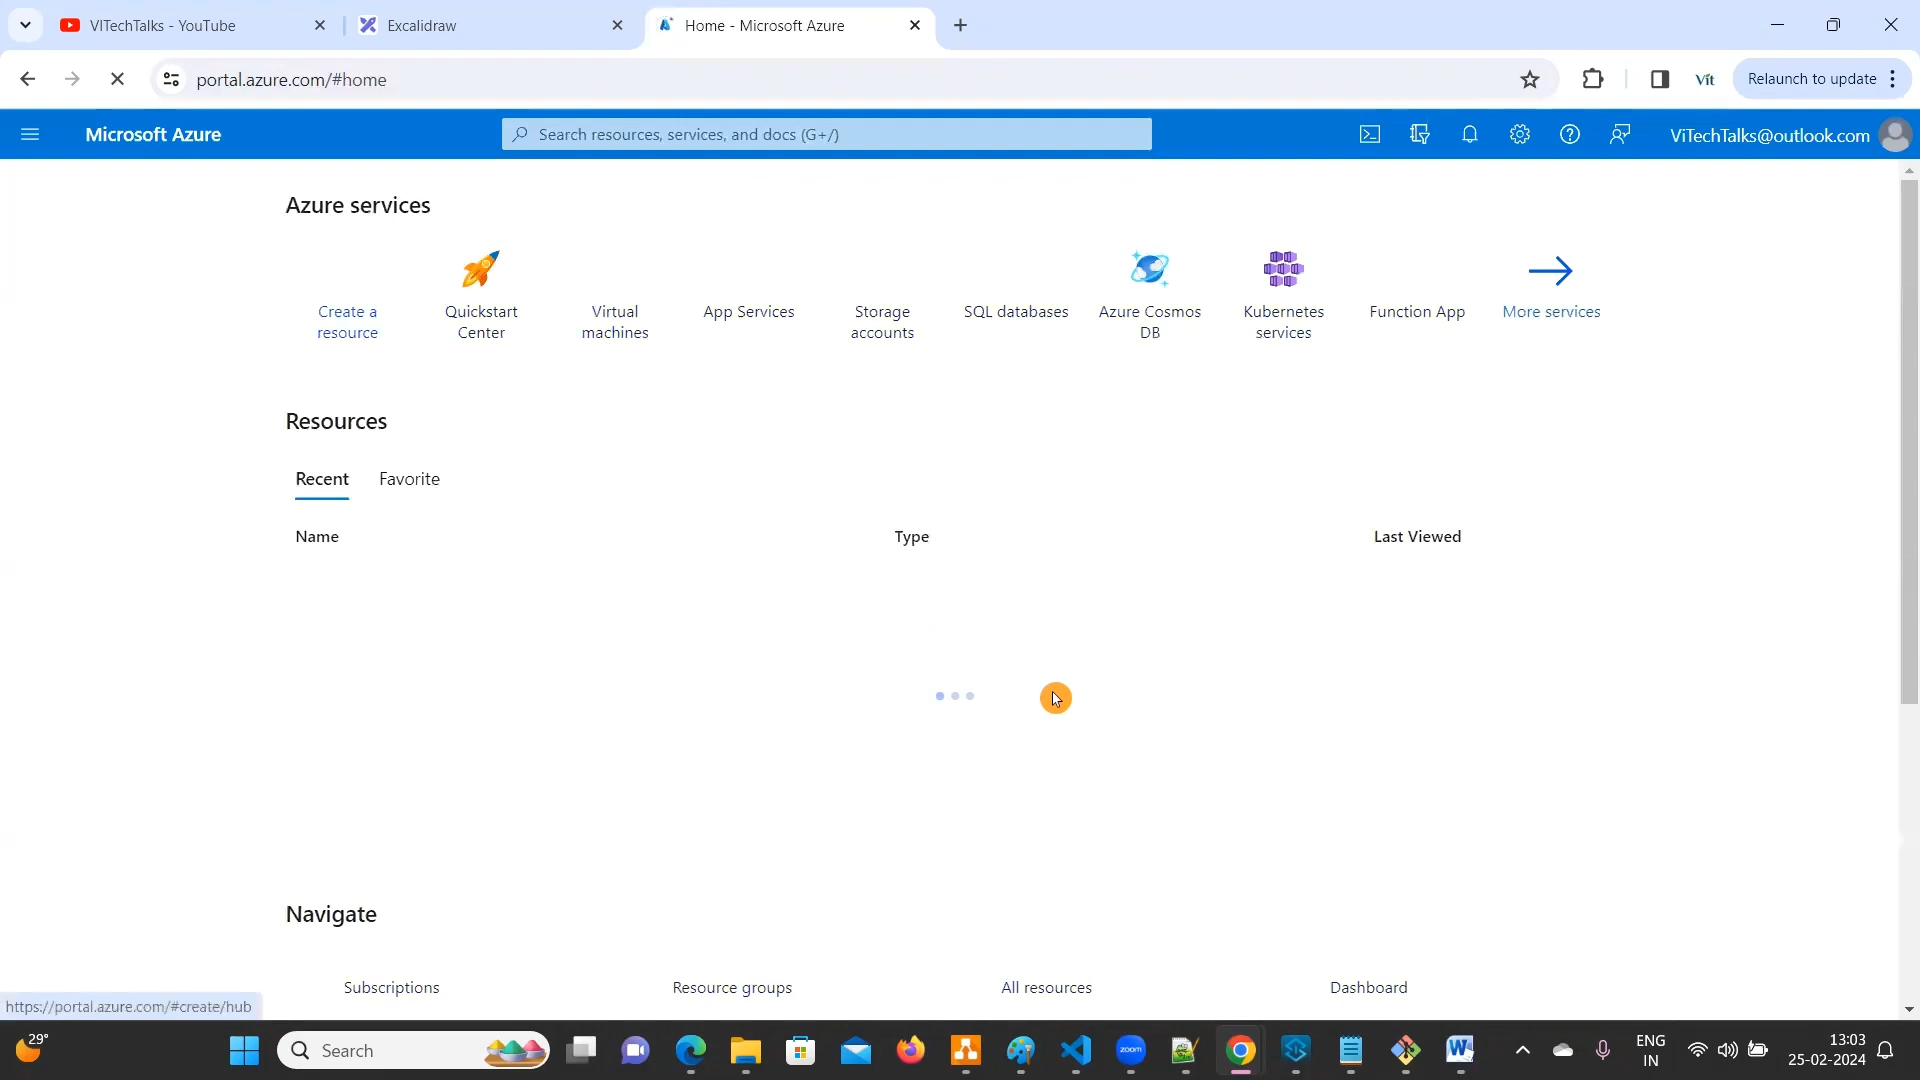 VITechTalks - YouTube
Excalidraw
Home - Microsoft Azure
portal.azure.com/#home
Vit
Relaunch to update
Microsoft Azure
Search resources, services, and docs (G+/)
ViTechTalks@outlook.com
Azure services
Create a
resource
Quickstart
Center
Virtual
machines
App Services
Storage
accounts
SQL databases
Azure Cosmos
DB
Kubernetes
services
Function App
More services
Resources
Recent
Favorite
Name
Type
Last Viewed
Navigate
Subscriptions
Resource groups
All resources
Dashboard
https://portal.azure.com/#create/hub
29°
Search
zoom
ENG
IN
13:03
25-02-2024